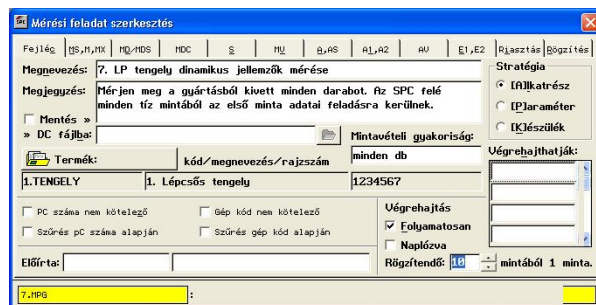 SPC Mérési feladat szerkesztés
Fejléc MS,M,MX MD/MDS MDC S MU A,AS A1,A2 AV E1,E2 Riasztás Rögzítés
Megnevezés: 7. LP tengely dinamikus jellemzők mérése
Megjegyzés: Mérjen meg a gyártásból kivett minden darabot. Az SPC felé
minden tíz mintából az első minta adatai feladásra kerülnek.
Mentés »
» DC fájlba:
Mintavételi gyakoriság:
minden db
Stratégia
[A]lkatrész
[P]araméter
[K]észülék
Végrehajthatják:
Termék: kód/megnevezés/rajzszám
1.TENGELY 1. Lépcsős tengely 1234567
PC száma nem kötelező Gép kód nem kötelező
Szűrés pC száma alapján Szűrés gép kód alapján
Végrehajtás
Folyamatosan
Naplózva
Előírta:
Rögzítendő: 10 mintából 1 minta.
7.MPG :